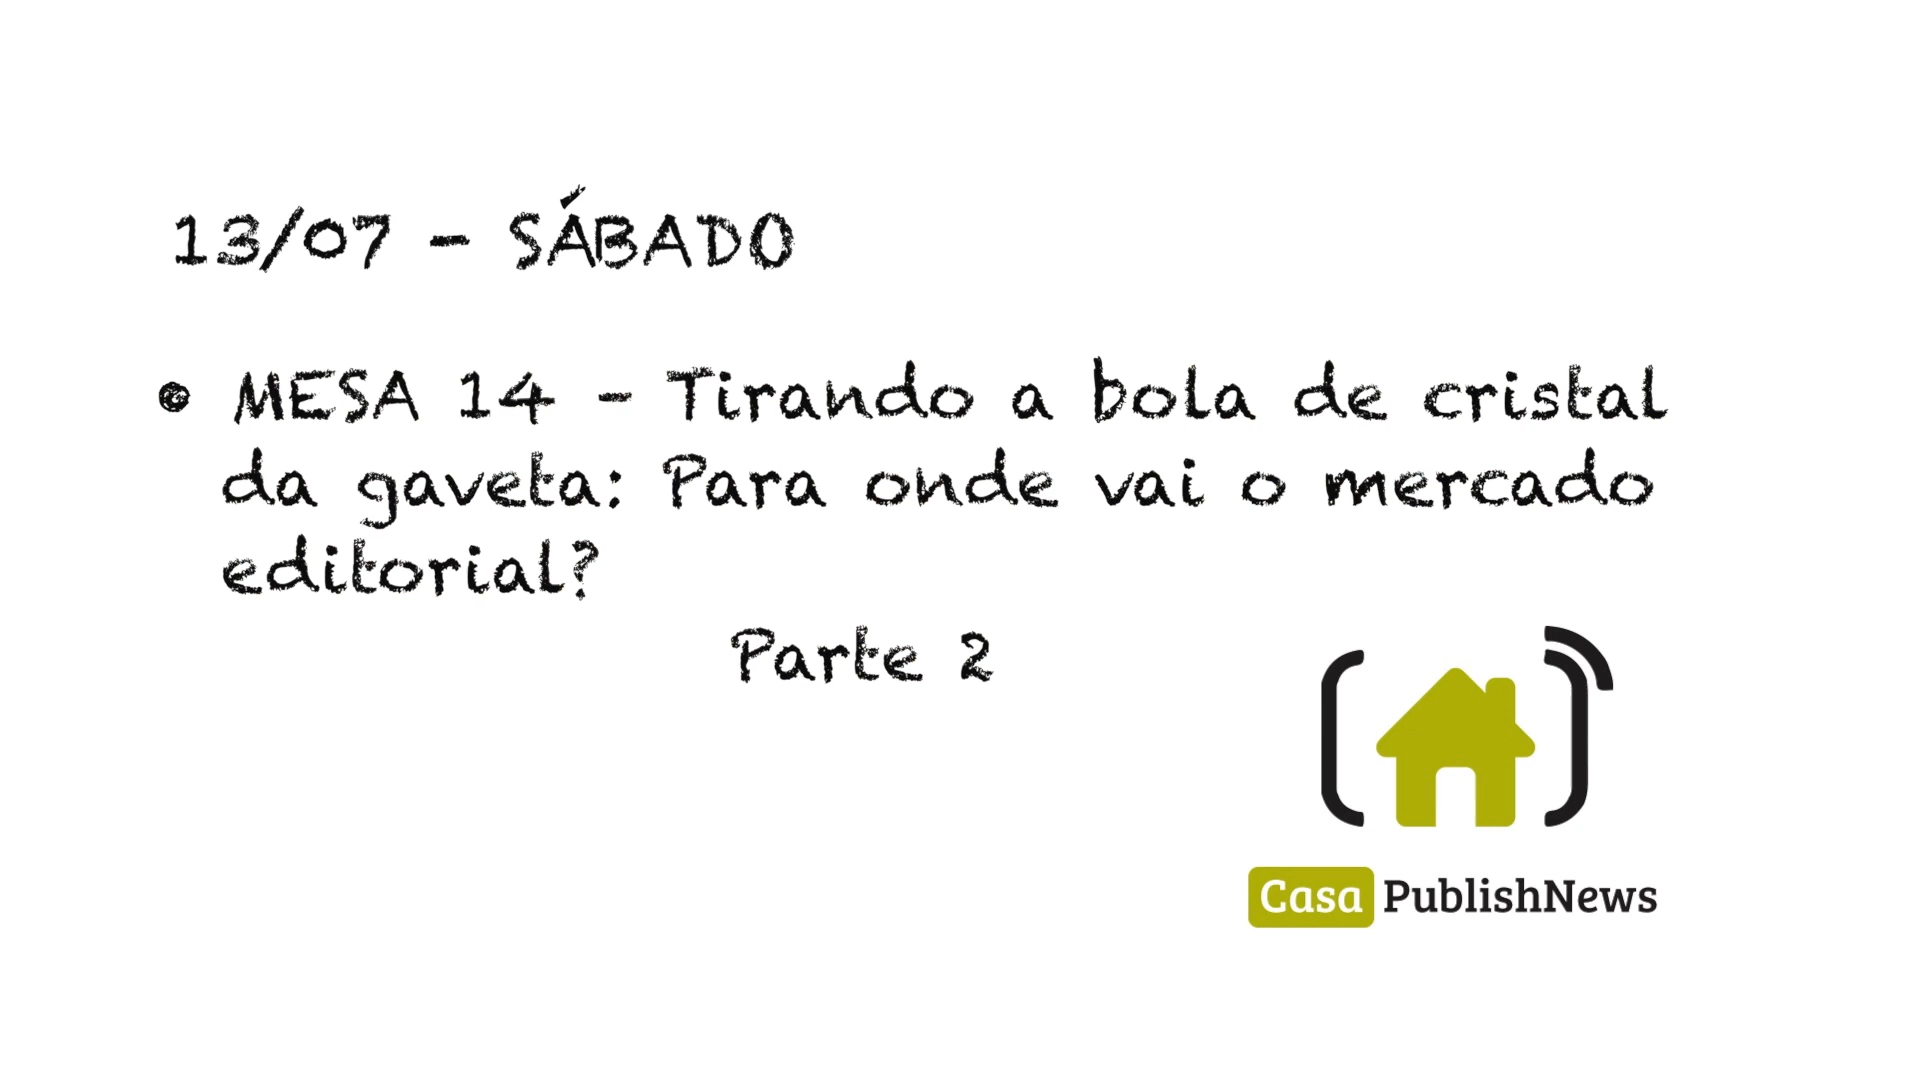 13/07 - SÁBADO
• MESA 14 - Tirando a bola de cristal
da gaveta: Para onde vai o mercado
editorial?
Parte 2
Casa PublishNews